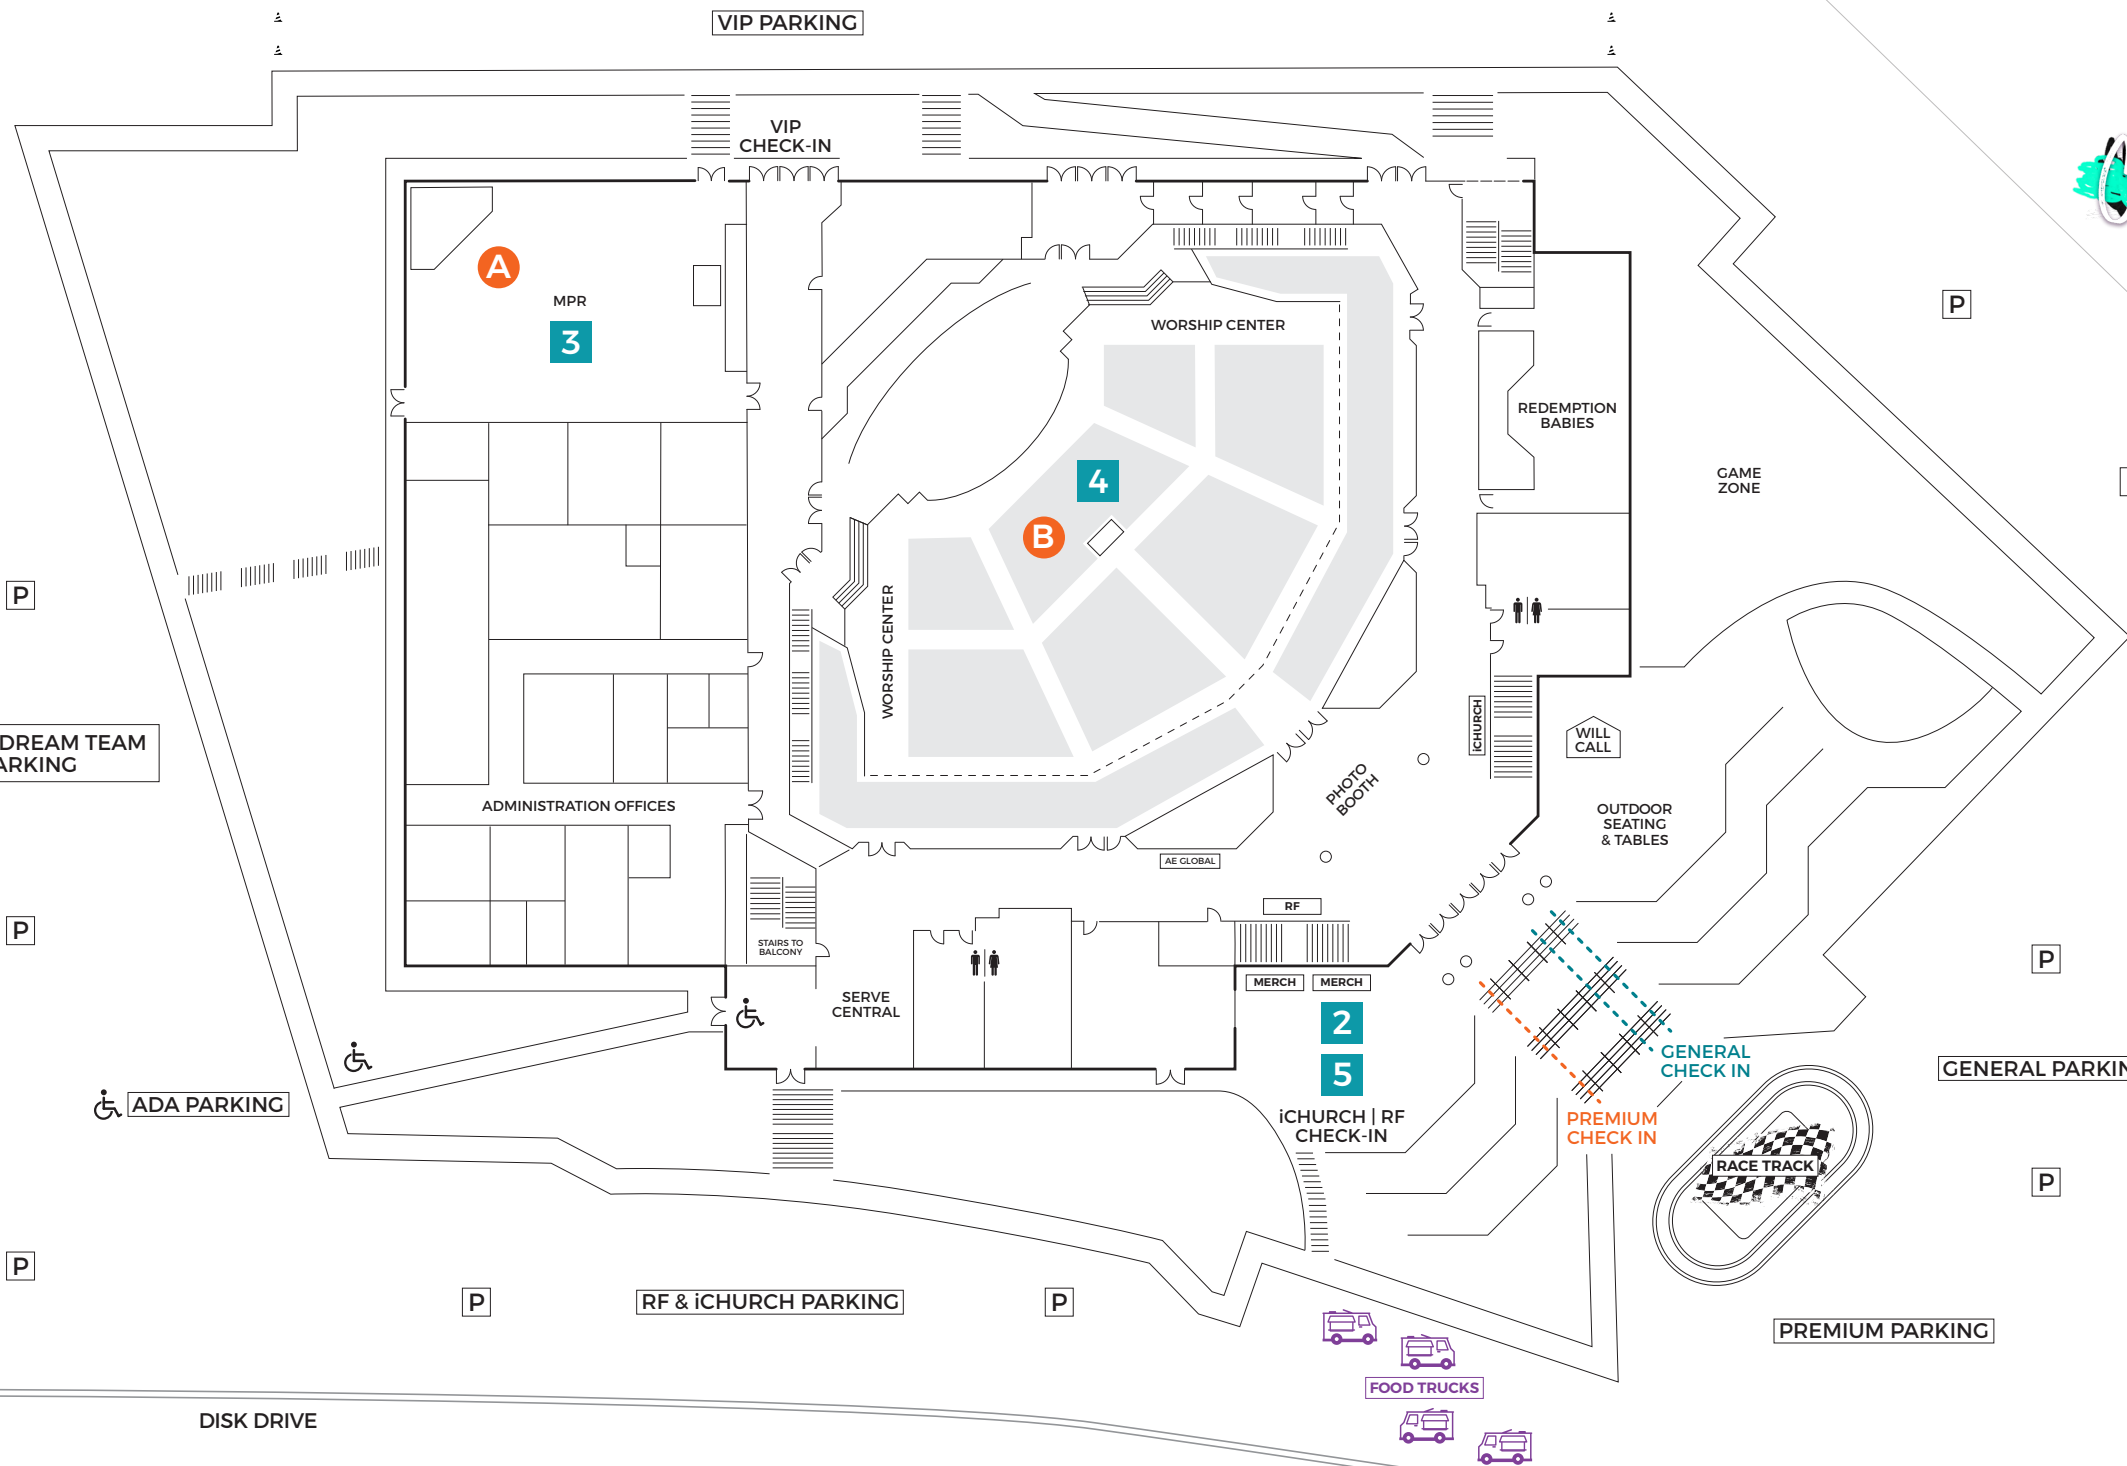 VIP PARKING
VIP
CHECK-IN
A
MPR
3
WORSHIP CENTER
P
REDEMPTION
BABIES
GAME
ZONE
4
B
P
WORSHIP CENTER
iCHURCH
WILL
CALL
DREAM TEAM
ARKING
PHOTO
BOOTH
ADMINISTRATION OFFICES
OUTDOOR
SEATING
& TABLES
AE GLOBAL
RF
P
STAIRS TO
BALCONY
P
MERCH
MERCH
SERVE
CENTRAL
2
5
GENERAL
CHECK IN
GENERAL PARKIN
ADA PARKING
iCHURCH | RF
CHECK-IN
PREMIUM
CHECK IN
RACE TRACK
P
P
P
RF & iCHURCH PARKING
P
PREMIUM PARKING
FOOD TRUCKS
DISK DRIVE